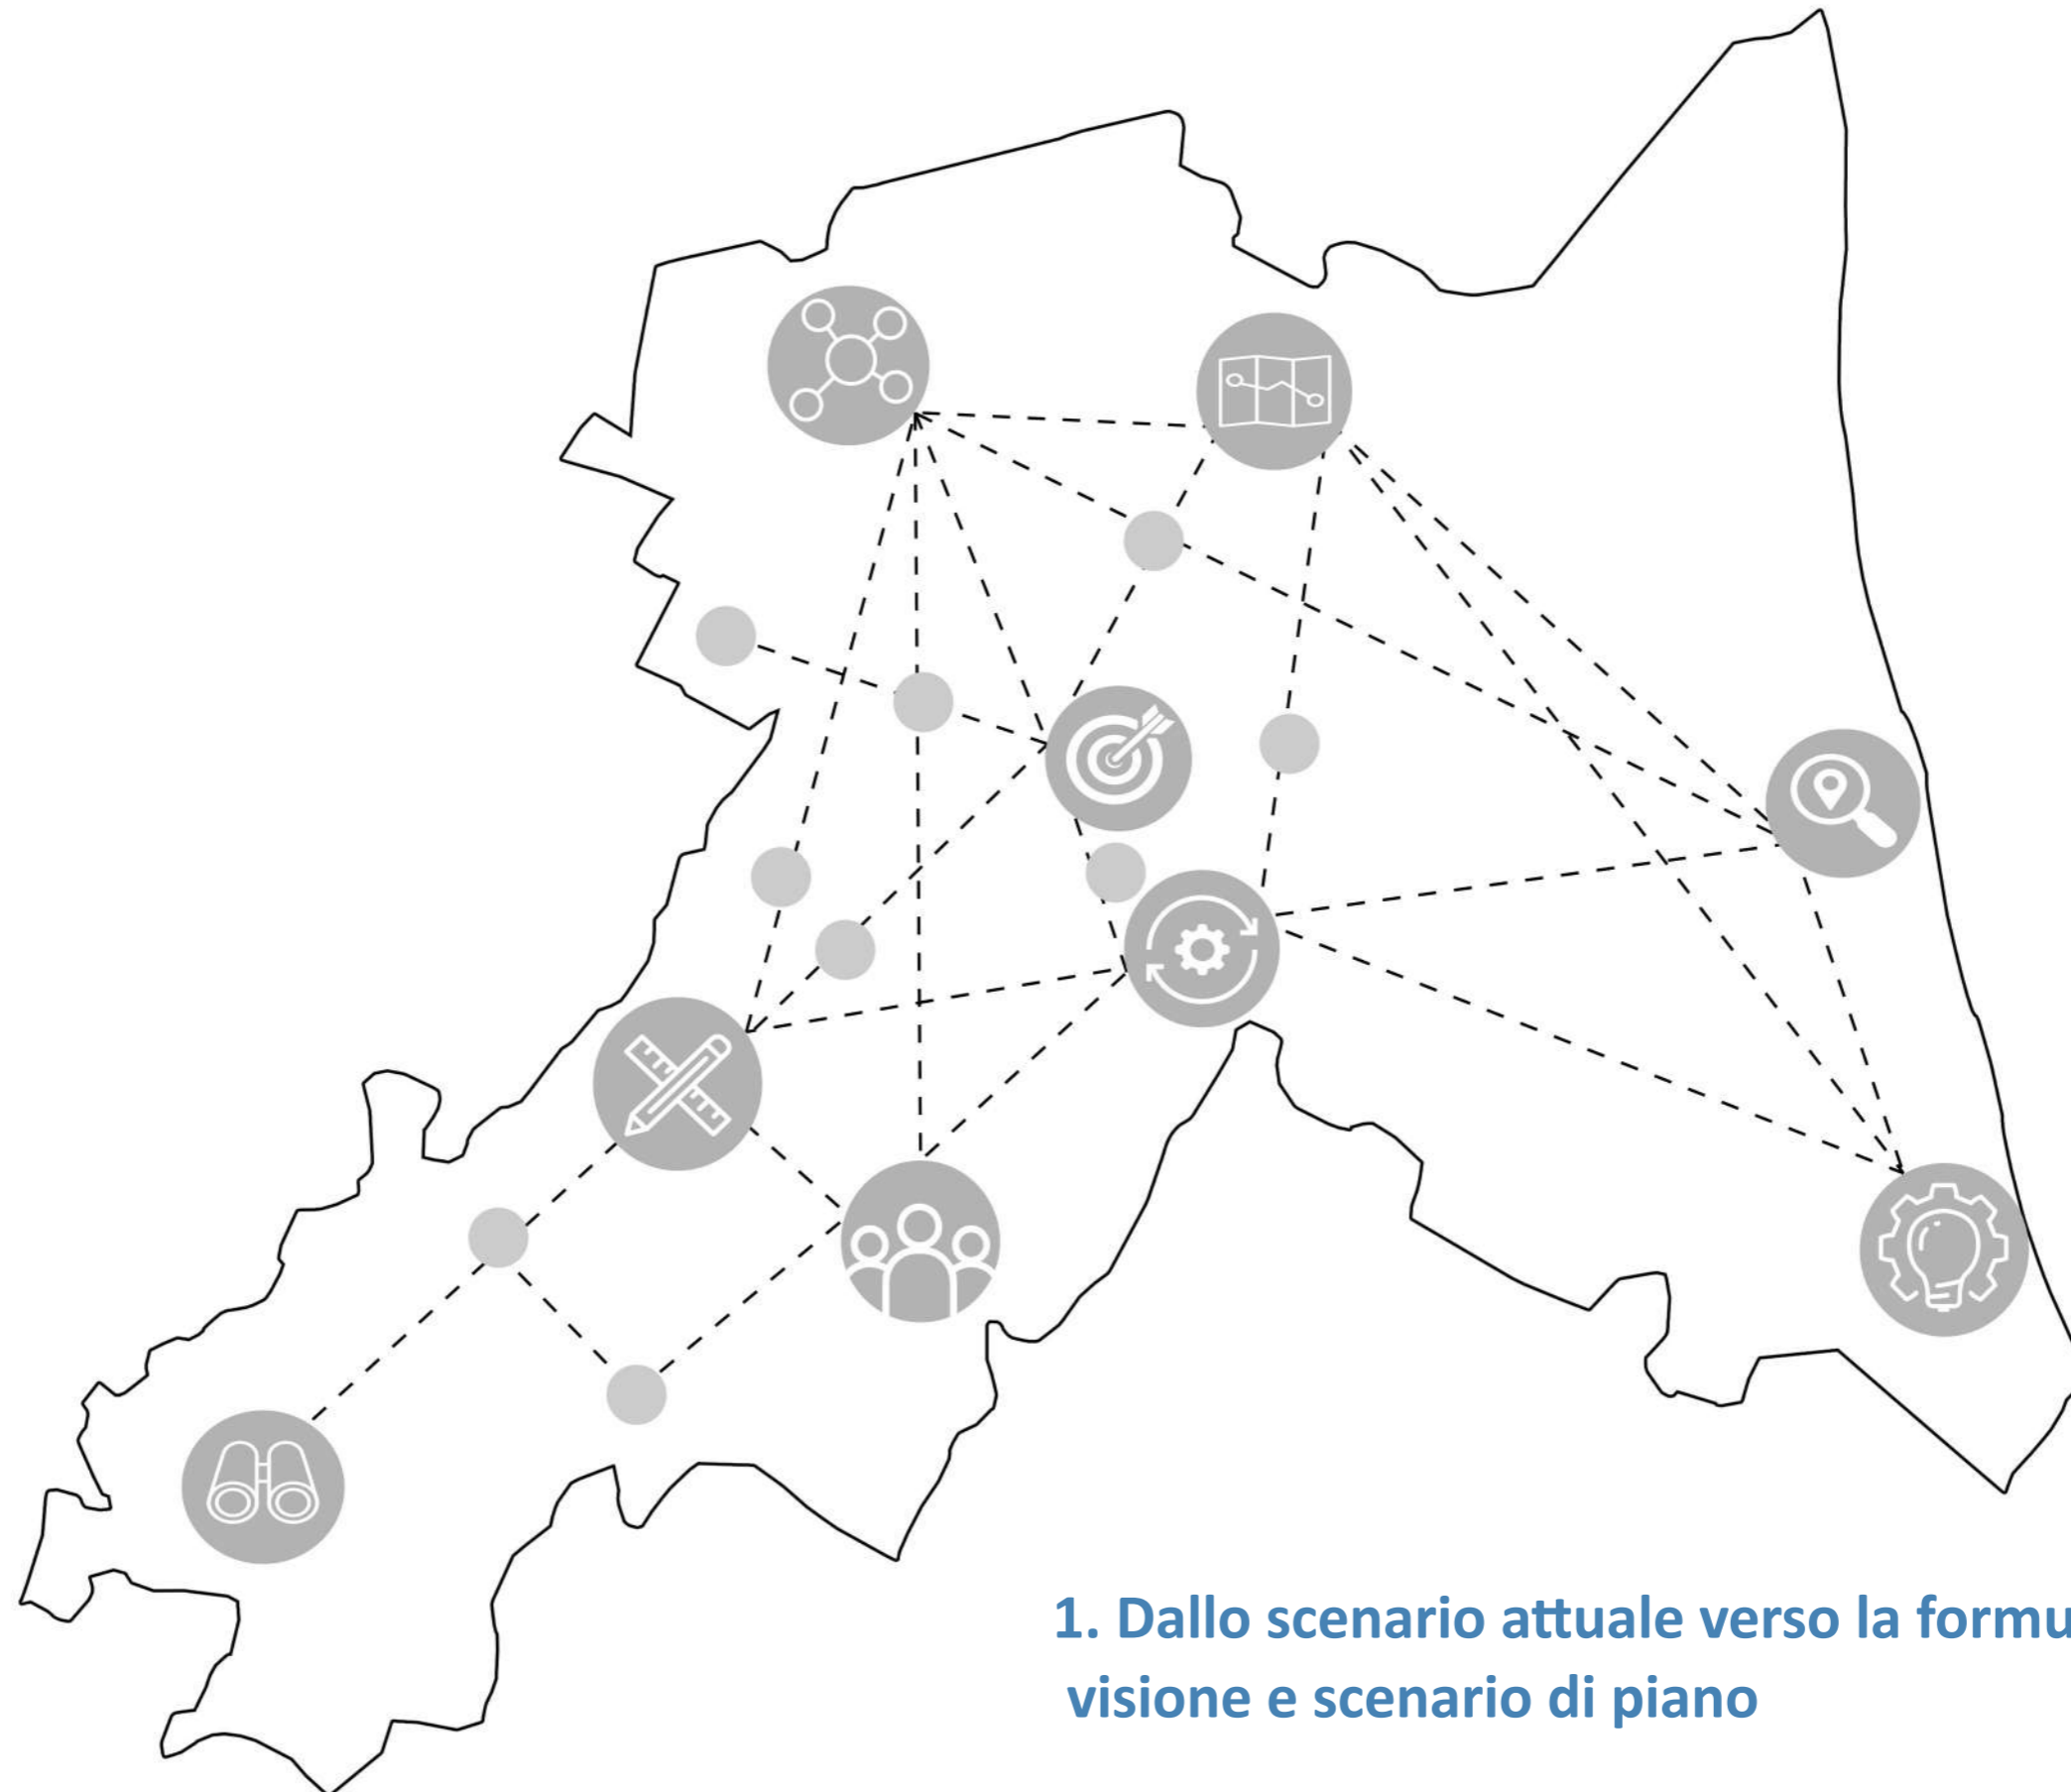 1. Dallo scenario attuale verso la formu
visione e scenario di piano